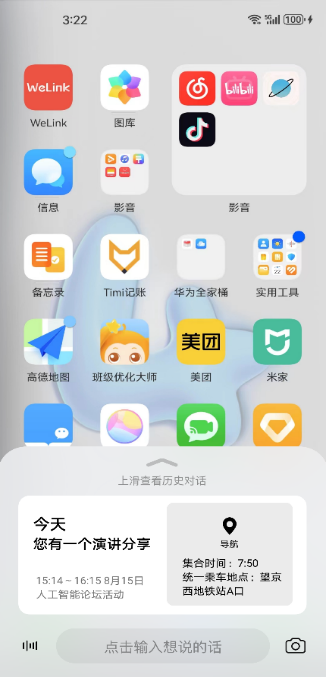 3:22
5G
100
WeLink
bilibili
WeLink
图库
影音
信息
影音
备忘录
Timi记账
华为全家桶
实用工具
美团
高德地图
班级优化大师
美团
米家
上滑查看历史对话
今天
您有一个演讲分享
15:14 – 16:15 8月15日
人工智能论坛活动
导航
集合时间：7:50
统一乘车地点：望京
西地铁站A口
点击输入想说的话